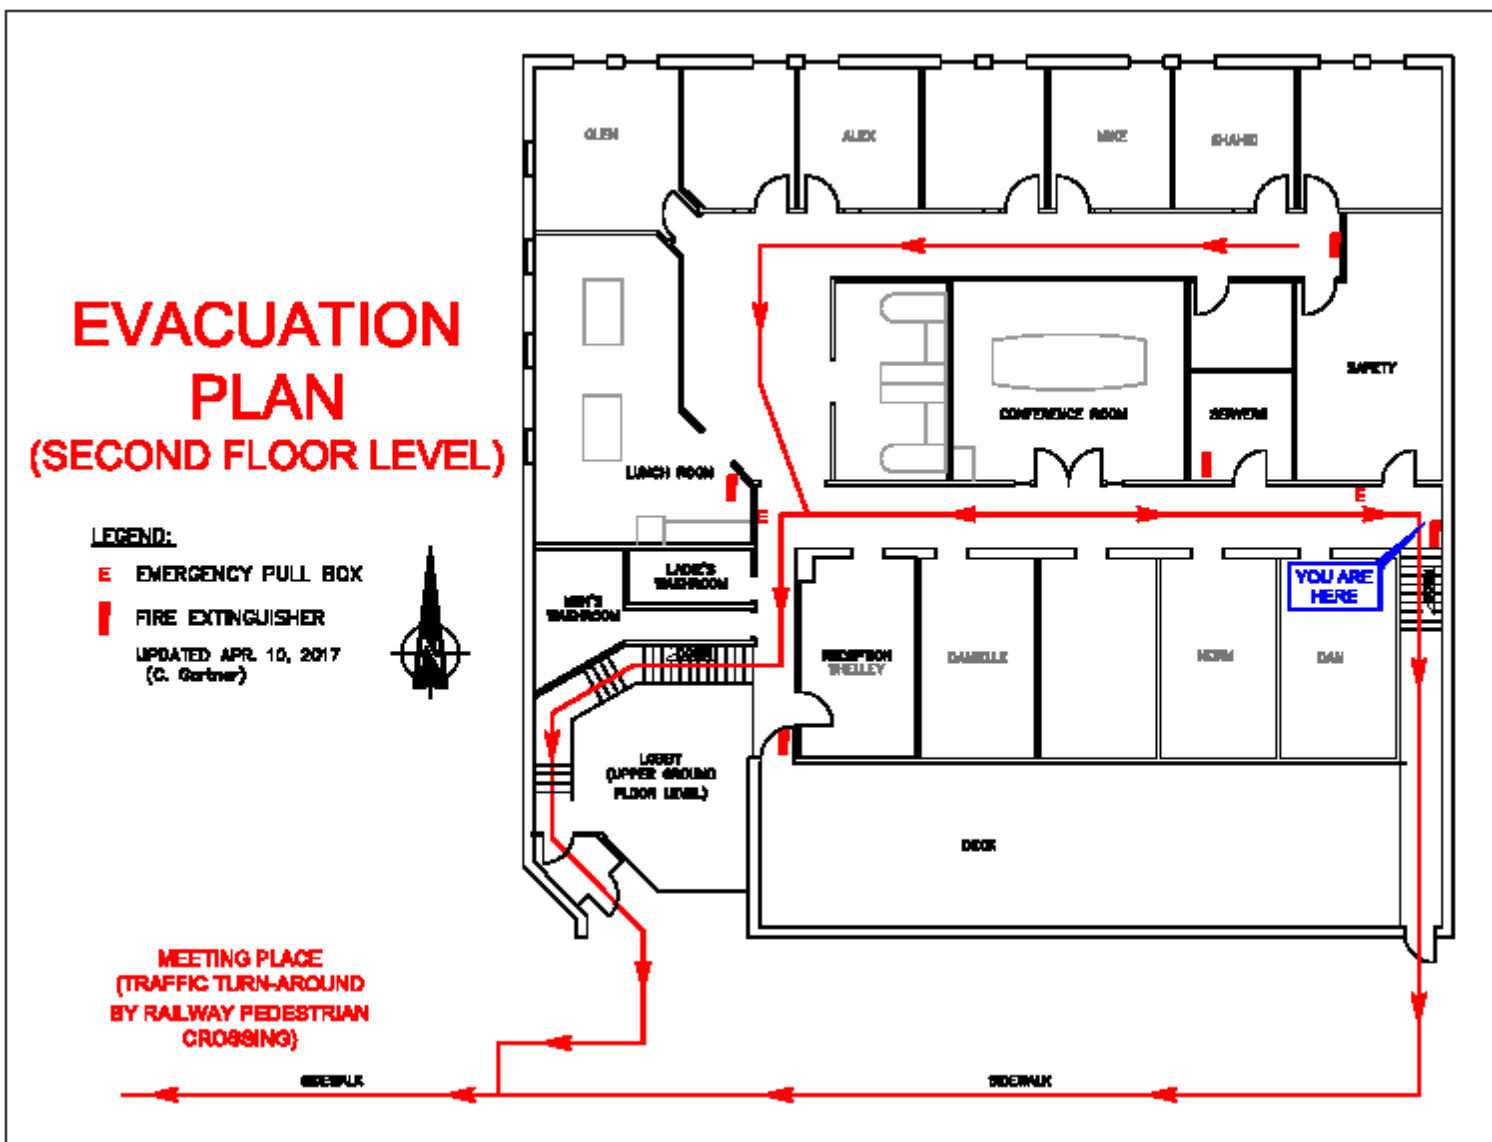 EVACUATION
PLAN
(SECOND FLOOR LEVEL)
LEGEND:
E EMERGENCY PULL BOX
FIRE EXTINGUISHER
UPDATED APR. 10, 2017
(C. Gartner)
N
GLEN
ALEX
MIKE
SHAHID
CONFERENCE ROOM
SERVERS
SAFETY
LUNCH ROOM
E
E
LADIE'S
WASHROOM
MEN'S
WASHROOM
DOWN
DOWN
YOU ARE
HERE
RECEPTION
SHELLEY
DANIELLE
NORM
DAN
LOBBY
(UPPER GROUND
FLOOR LEVEL)
DECK
MEETING PLACE
(TRAFFIC TURN-AROUND
BY RAILWAY PEDESTRIAN
CROSSING)
SIDEWALK
SIDEWALK